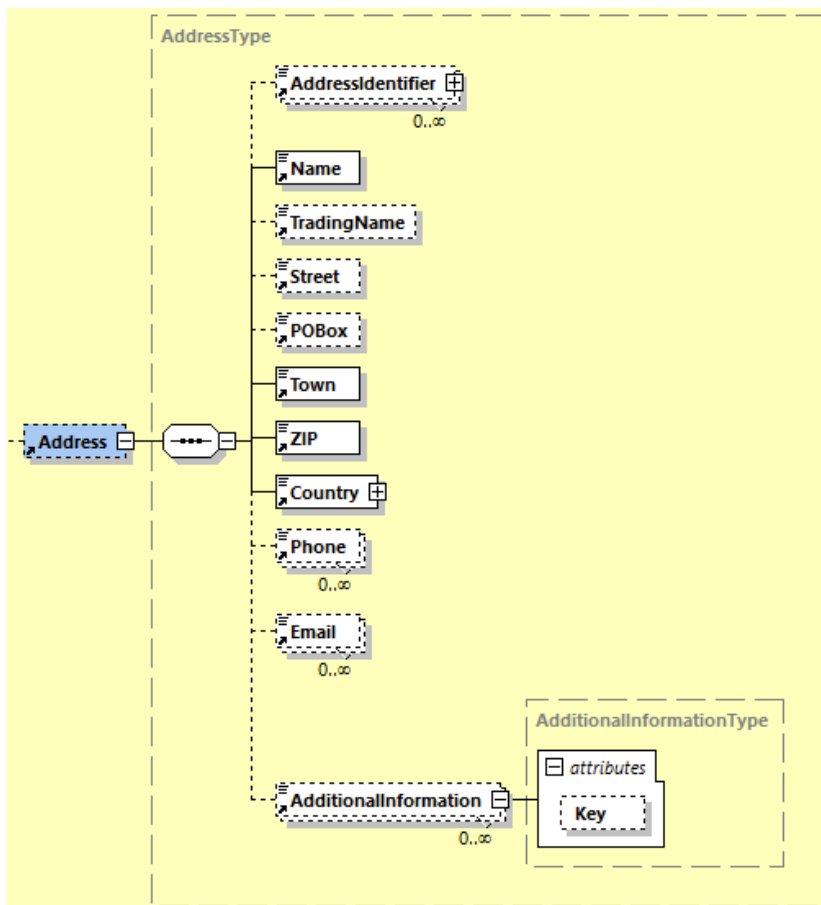 AddressType
AddressIdentifier
0..∞
Name
TradingName
Street
POBox
Town
Address
ZIP
Country
Phone
0..∞
Email
0..∞
AdditionalInformationType
attributes
AdditionalInformation
Key
0..∞